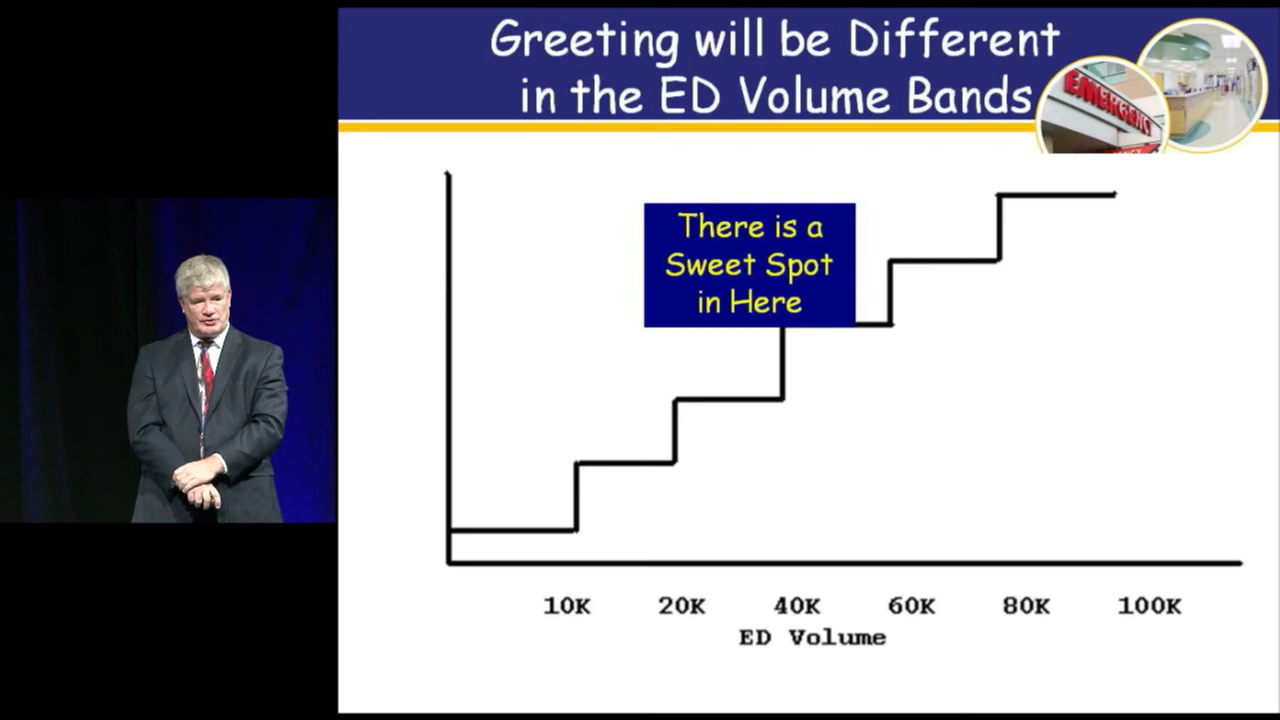 Greeting will be Different
in the ED Volume Bands
EMERGENCY
There is a
Sweet Spot
in Here
10K 20K 40K 60K 80K 100K
ED Volume